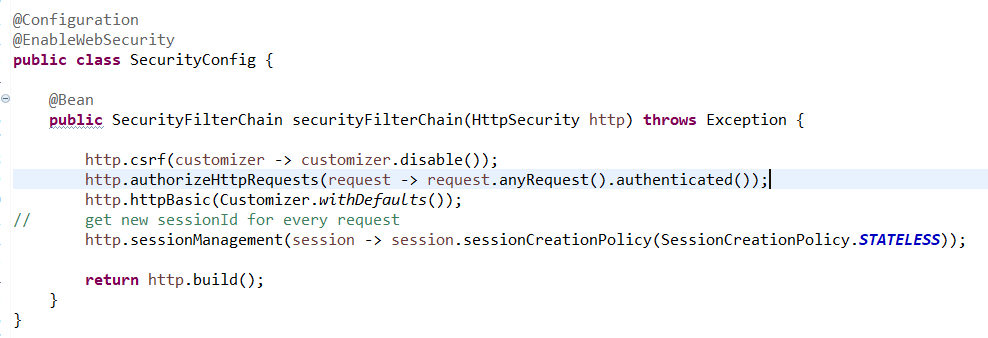 @Configuration
@EnableWebSecurity
public class SecurityConfig {
@Bean
public SecurityFilterChain securityFilterChain(HttpSecurity http) throws Exception {
http.csrf(customizer -> customizer.disable());
http.authorizeHttpRequests(request -> request.anyRequest().authenticated());
http.httpBasic(Customizer.withDefaults());
// get new sessionId for every request
http.sessionManagement(session -> session.sessionCreationPolicy(SessionCreationPolicy.STATELESS));
return http.build();
}
}